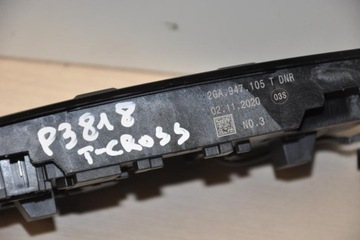 2GA.947.105 T DNR
02.11.2020 03S
NO.3
P3818
T-CROSS